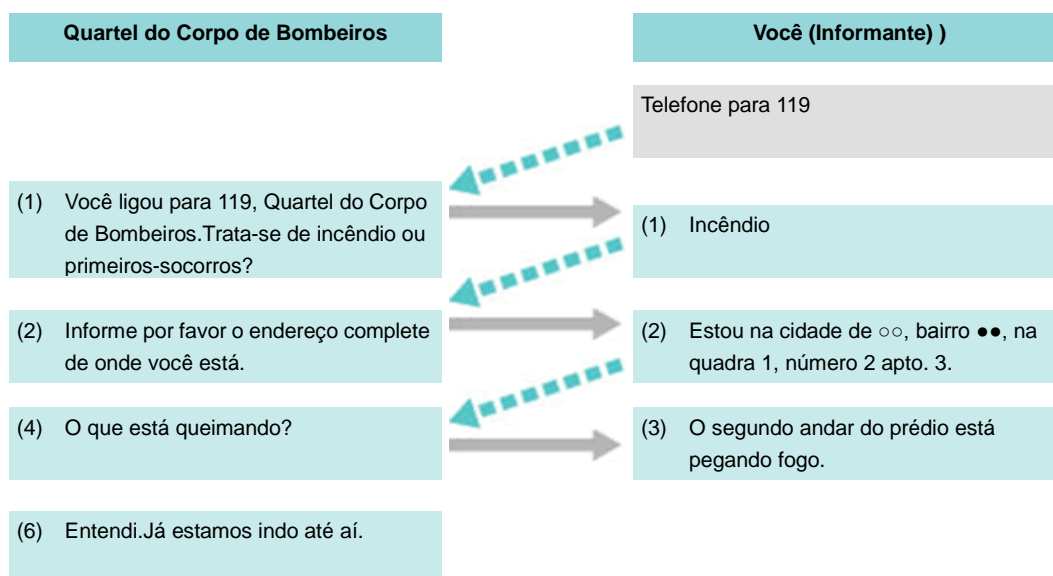 Quartel do Corpo de Bombeiros
Você (Informante) )
Telefone para 119
(1) Você ligou para 119, Quartel do Corpo
de Bombeiros.Trata-se de incêndio ou
primeiros-socorros?
(1) Incêndio
(2) Informe por favor o endereço complete
de onde você está.
(2) Estou na cidade de ○○, bairro ●●, na
quadra 1, número 2 apto. 3.
(4) O que está queimando?
(3) O segundo andar do prédio está
pegando fogo.
(6) Entendi.Já estamos indo até aí.